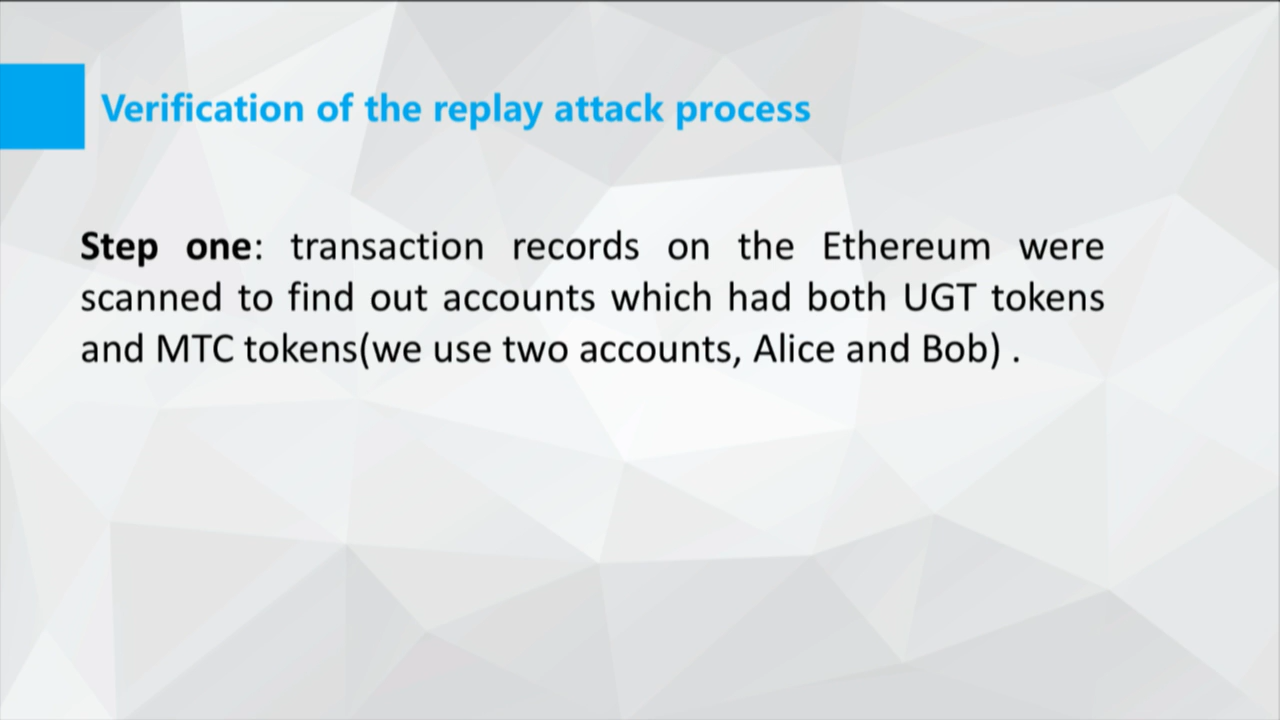 Verification of the replay attack process
Step one: transaction records on the Ethereum were
scanned to find out accounts which had both UGT tokens
and MTC tokens(we use two accounts, Alice and Bob) .